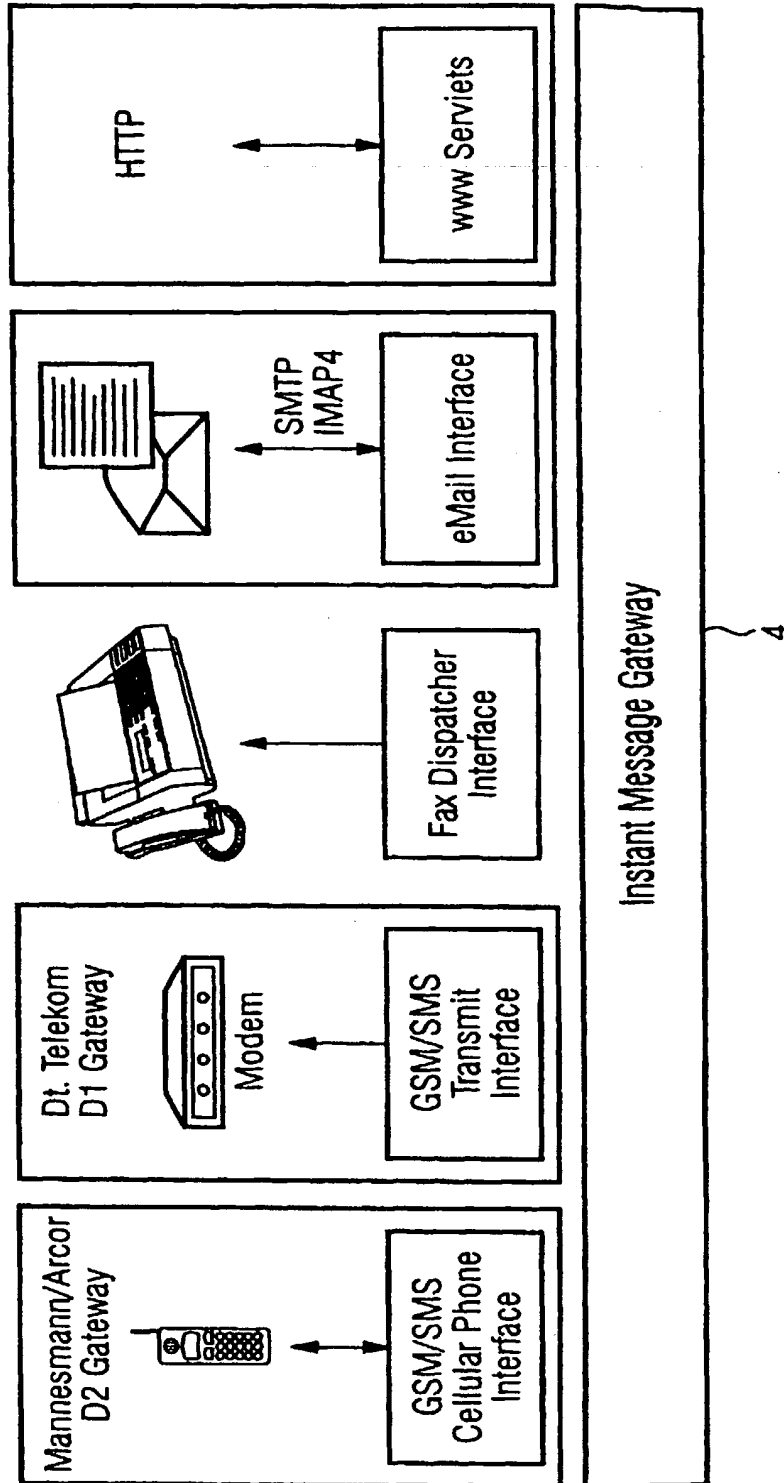 Mannesmann/Arcor
D2 Gateway
GSM/SMS
Cellular Phone
Interface
Dt. Telekom
D1 Gateway
Modem
GSM/SMS
Transmit
Interface
Fax Dispatcher
Interface
SMTP
IMAP4
eMail Interface
HTTP
www Serviets
Instant Message Gateway
4